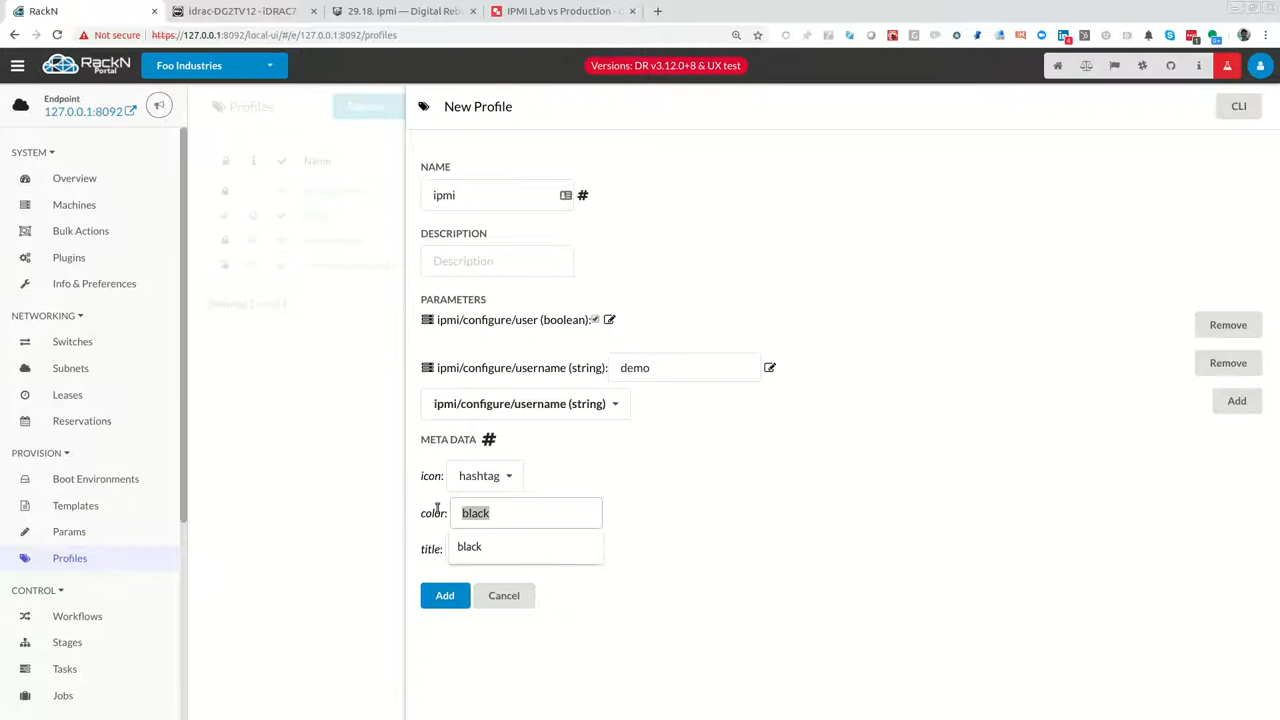 RackN
idrac-DG2TV12 - iDRAC7
29.18. ipmi — Digital Reb
IPMI Lab vs Production -
Not secure
https://127.0.0.1:8092/local-ui/#/e/127.0.0.1:8092/profiles
RackN
Portal
Foo Industries
Versions: DR v3.12.0+8 & UX test
Endpoint
127.0.0.1:8092
Profiles
New Profile
CLI
SYSTEM
Overview
Machines
Bulk Actions
Plugins
Info & Preferences
NETWORKING
Switches
Subnets
Leases
Reservations
PROVISION
Boot Environments
Templates
Params
Profiles
CONTROL
Workflows
Stages
Tasks
Jobs
Name
NAME
ipmi
DESCRIPTION
Description
PARAMETERS
ipmi/configure/user (boolean):
Remove
ipmi/configure/username (string):
demo
Remove
ipmi/configure/username (string)
Add
META DATA
icon:
hashtag
color:
black
black
title:
Add
Cancel